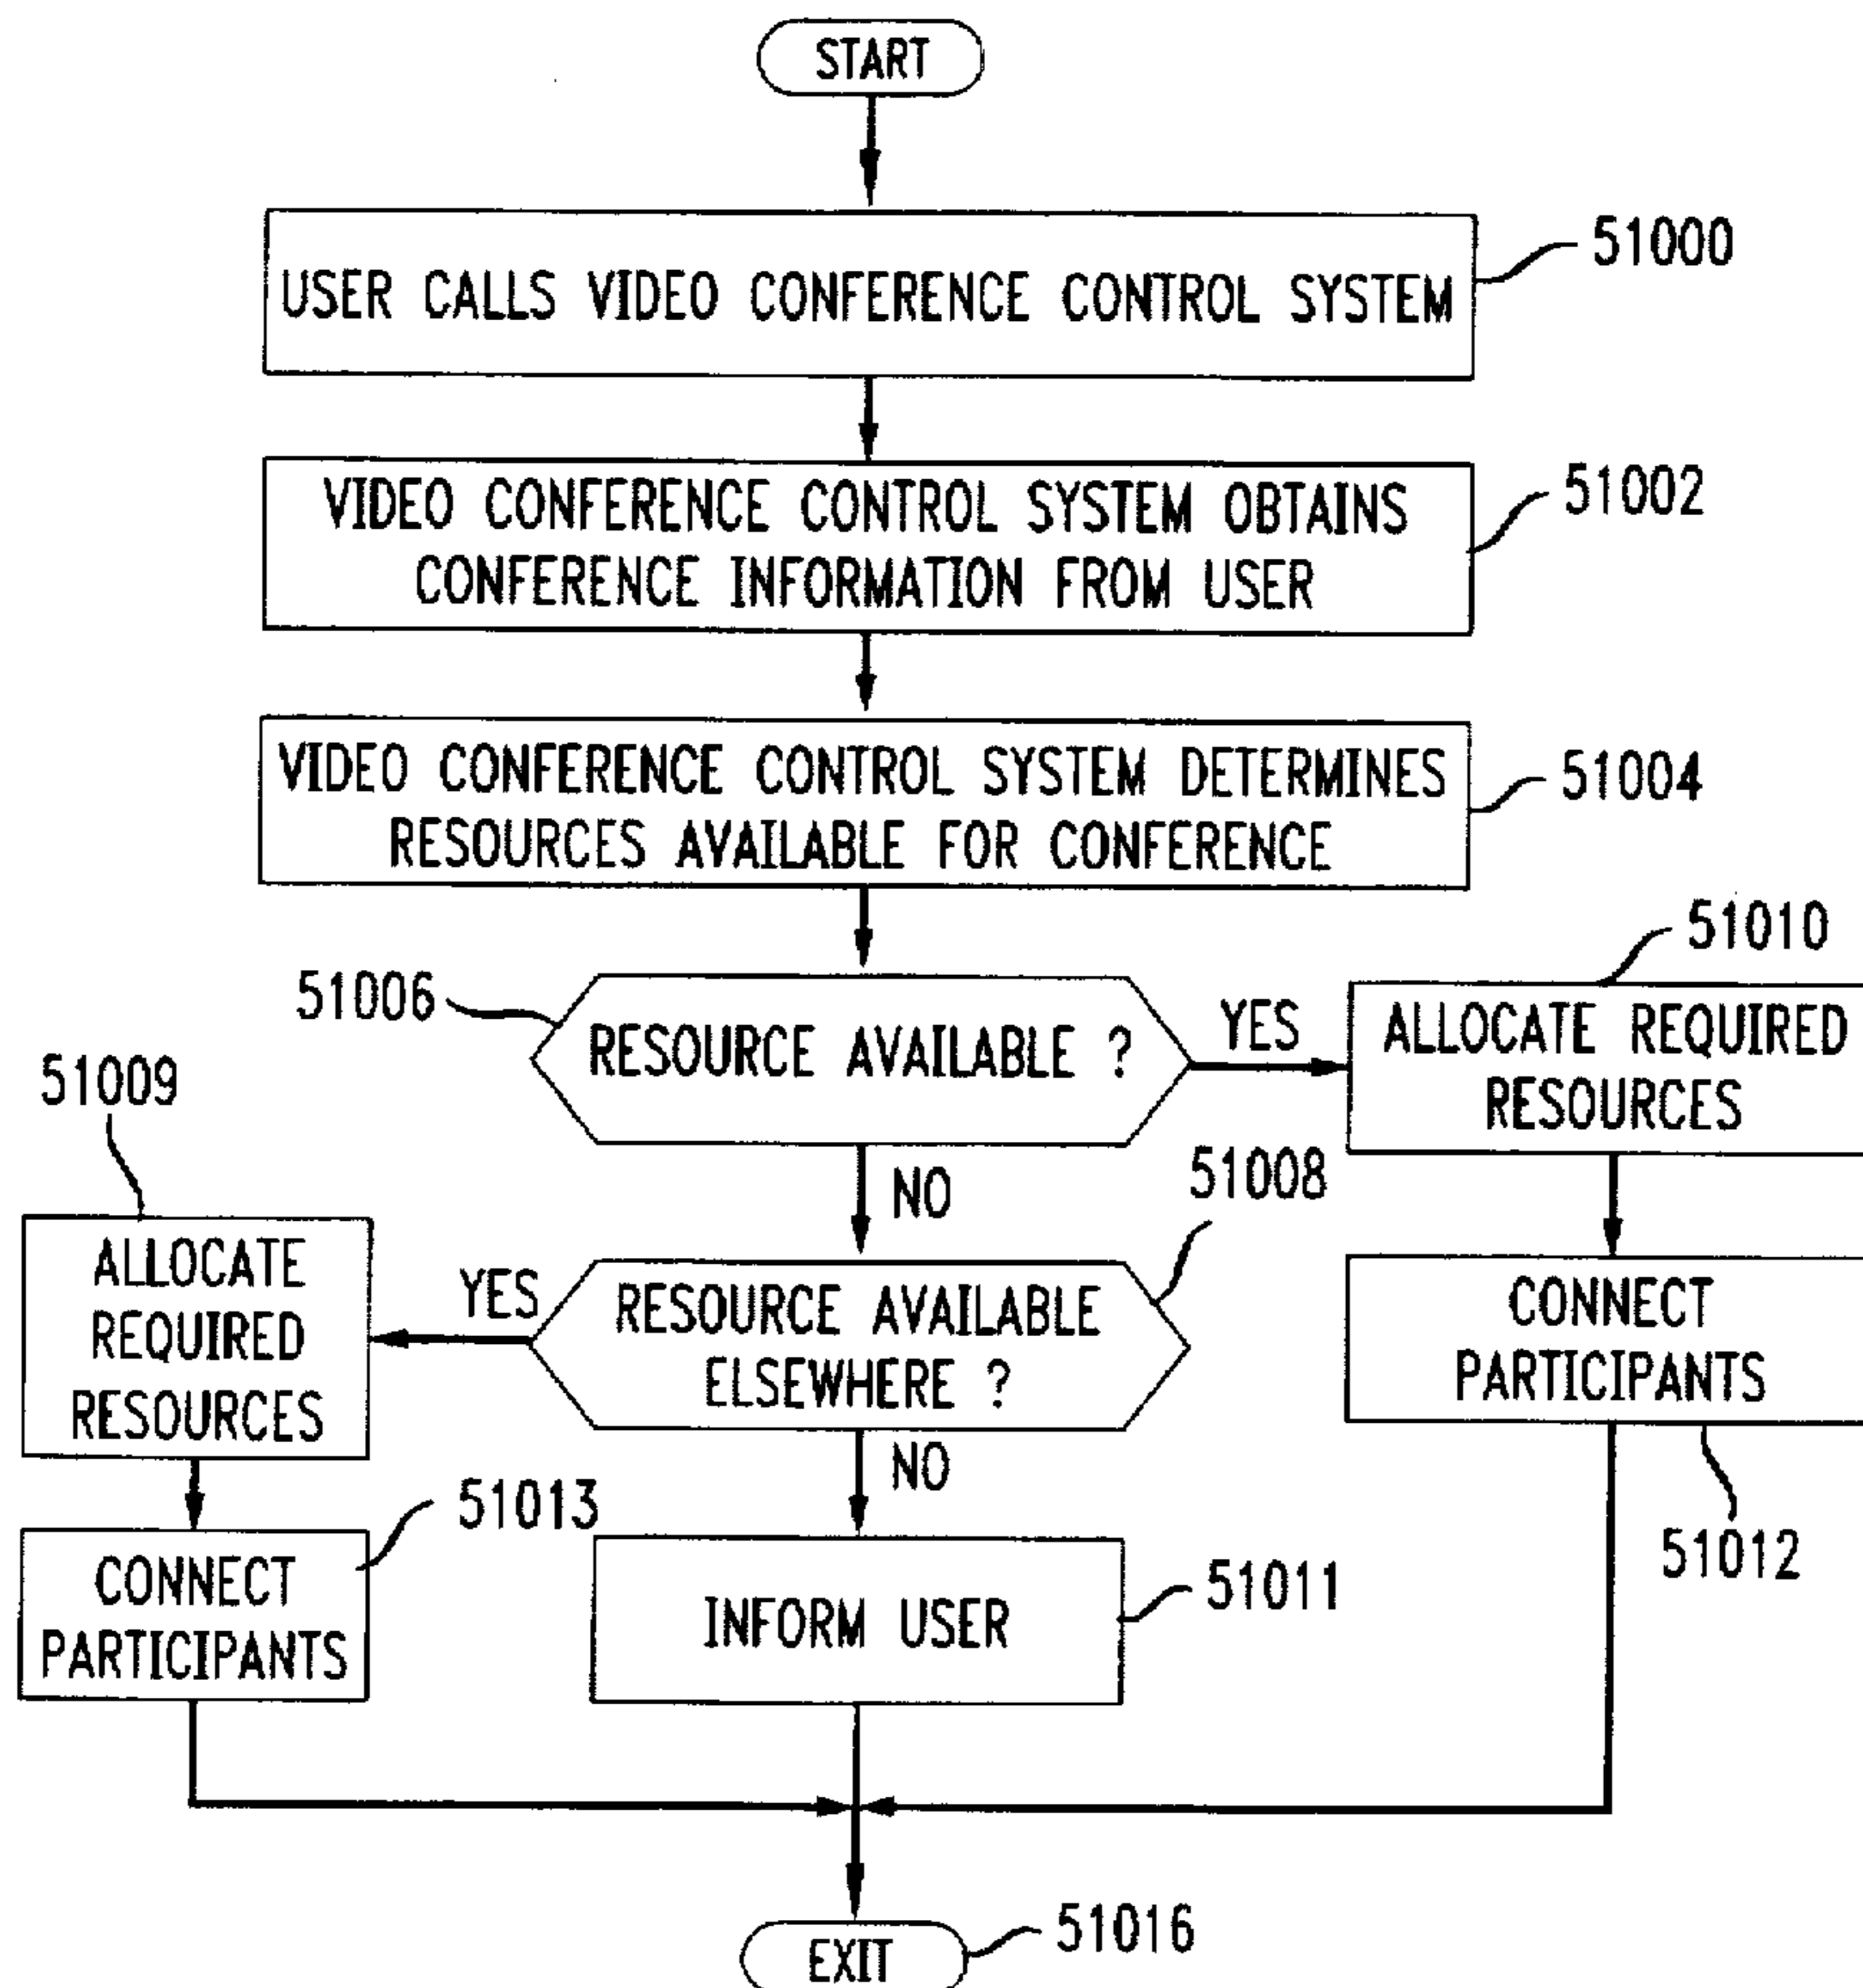 START
USER CALLS VIDEO CONFERENCE CONTROL SYSTEM
51000
VIDEO CONFERENCE CONTROL SYSTEM OBTAINS
CONFERENCE INFORMATION FROM USER
51002
VIDEO CONFERENCE CONTROL SYSTEM DETERMINES
RESOURCES AVAILABLE FOR CONFERENCE
51004
51006
RESOURCE AVAILABLE ?
YES
51010
ALLOCATE REQUIRED
RESOURCES
NO
51008
RESOURCE AVAILABLE
ELSEWHERE ?
YES
51009
ALLOCATE
REQUIRED
RESOURCES
CONNECT
PARTICIPANTS
51012
NO
51013
CONNECT
PARTICIPANTS
INFORM USER
51011
EXIT
51016